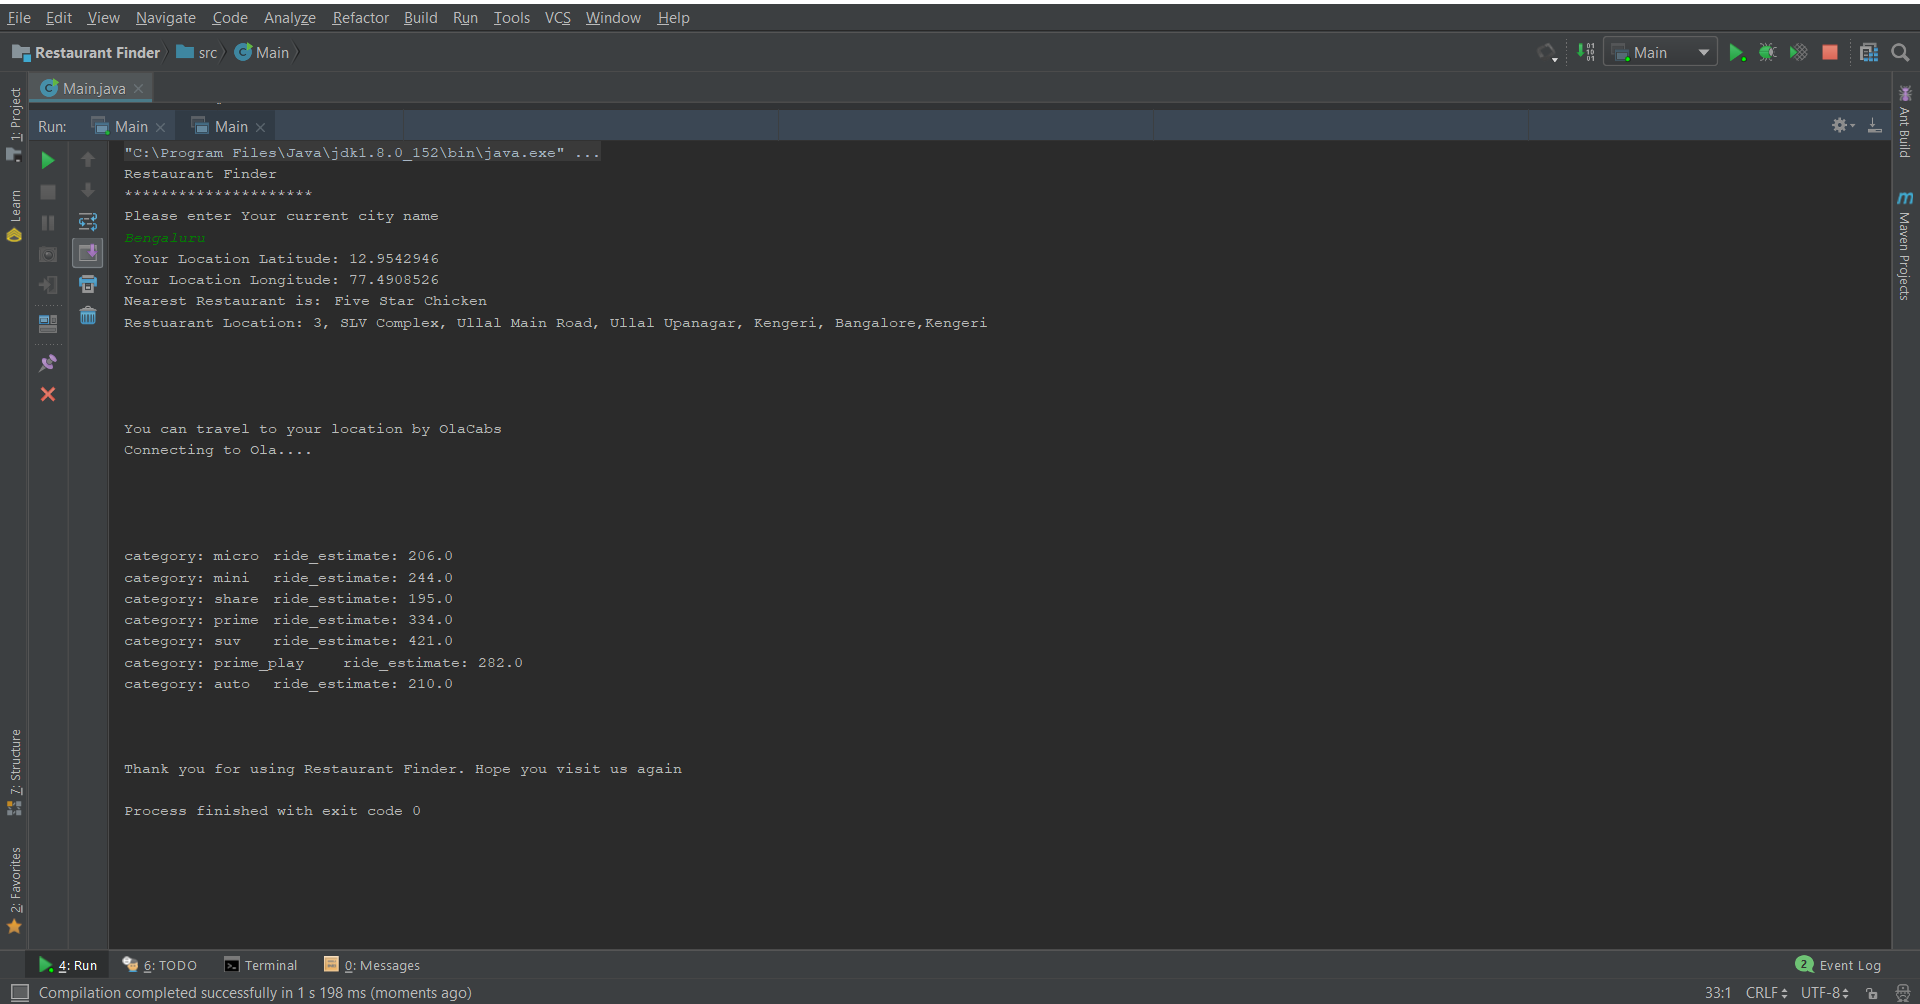 File Edit View Navigate Code Analyze Refactor Build Run Tools VCS Window Help
Restaurant Finder src Main
Main
Main.java
1: Project
Learn
7: Structure
2: Favorites
Ant Build
Maven Projects
Run: Main Main
"C:\Program Files\Java\jdk1.8.0_152\bin\java.exe" ...
Restaurant Finder
*********************
Please enter Your current city name
Bengaluru
Your Location Latitude: 12.9542946
Your Location Longitude: 77.4908526
Nearest Restaurant is: Five Star Chicken
Restuarant Location: 3, SLV Complex, Ullal Main Road, Ullal Upanagar, Kengeri, Bangalore,Kengeri
You can travel to your location by OlaCabs
Connecting to Ola....
category: micro ride_estimate: 206.0
category: mini ride_estimate: 244.0
category: share ride_estimate: 195.0
category: prime ride_estimate: 334.0
category: suv ride_estimate: 421.0
category: prime_play ride_estimate: 282.0
category: auto ride_estimate: 210.0
Thank you for using Restaurant Finder. Hope you visit us again
Process finished with exit code 0
4: Run 6: TODO Terminal 0: Messages 2 Event Log
Compilation completed successfully in 1 s 198 ms (moments ago) 33:1 CRLF UTF-8